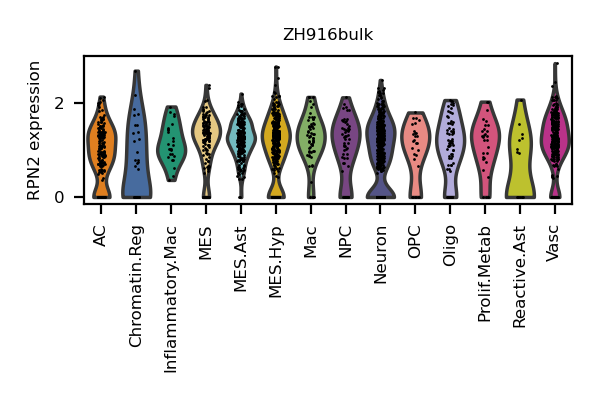 ZH916bulk
RPN2 expression
2
0
AC
Chromatin.Reg
Inflammatory.Mac
MES
MES.Ast
MES.Hyp
Mac
NPC
Neuron
OPC
Oligo
Prolif.Metab
Reactive.Ast
Vasc